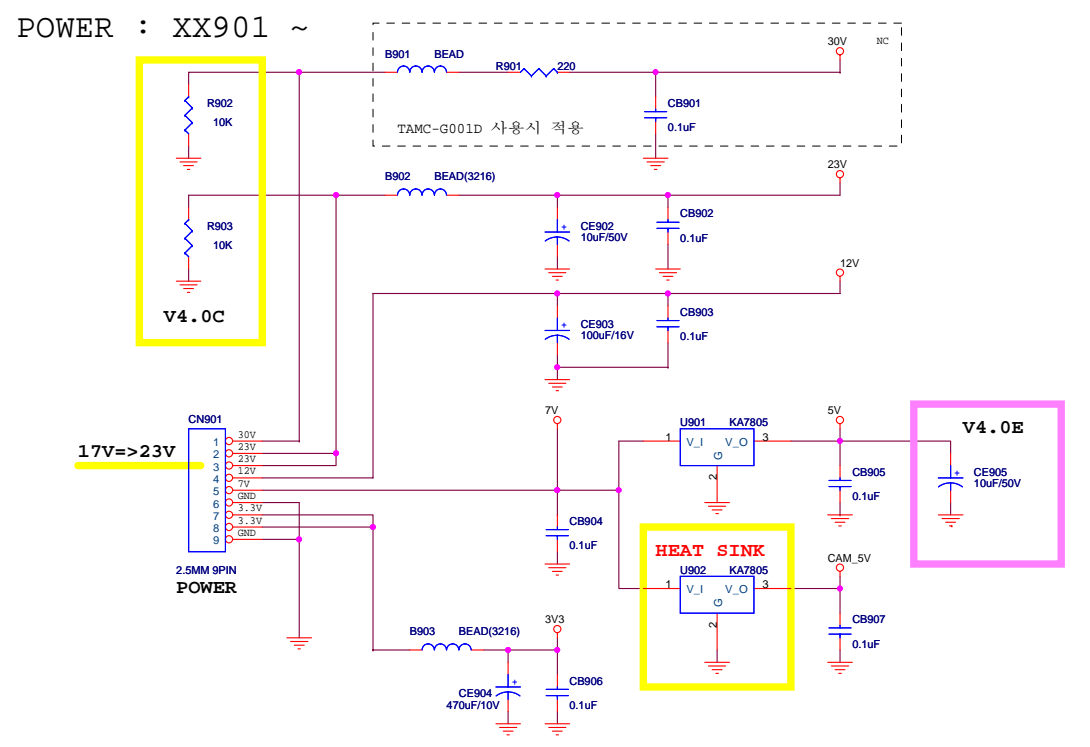 POWER : XX901 ~
B901 BEAD
R901 220
30V
NC
CB901
0.1uF
TAMC-G001D 사용시 적용
R902
10K
B902 BEAD(3216)
23V
R903
10K
CE902
10uF/50V
CB902
0.1uF
V4.0C
12V
CE903
100uF/16V
CB903
0.1uF
CN901
17V=>23V
1 30V
2 23V
3 23V
4 12V
5 7V
6 GND
7 3.3V
8 3.3V
9 GND
2.5MM 9PIN
POWER
7V
U901 KA7805
1 V_I V_O 3
G
2
5V
V4.0E
CB905
0.1uF
CE905
10uF/50V
CB904
0.1uF
HEAT SINK
U902 KA7805
1 V_I V_O 3
G
2
CAM_5V
CB907
0.1uF
B903 BEAD(3216)
3V3
CE904
470uF/10V
CB906
0.1uF